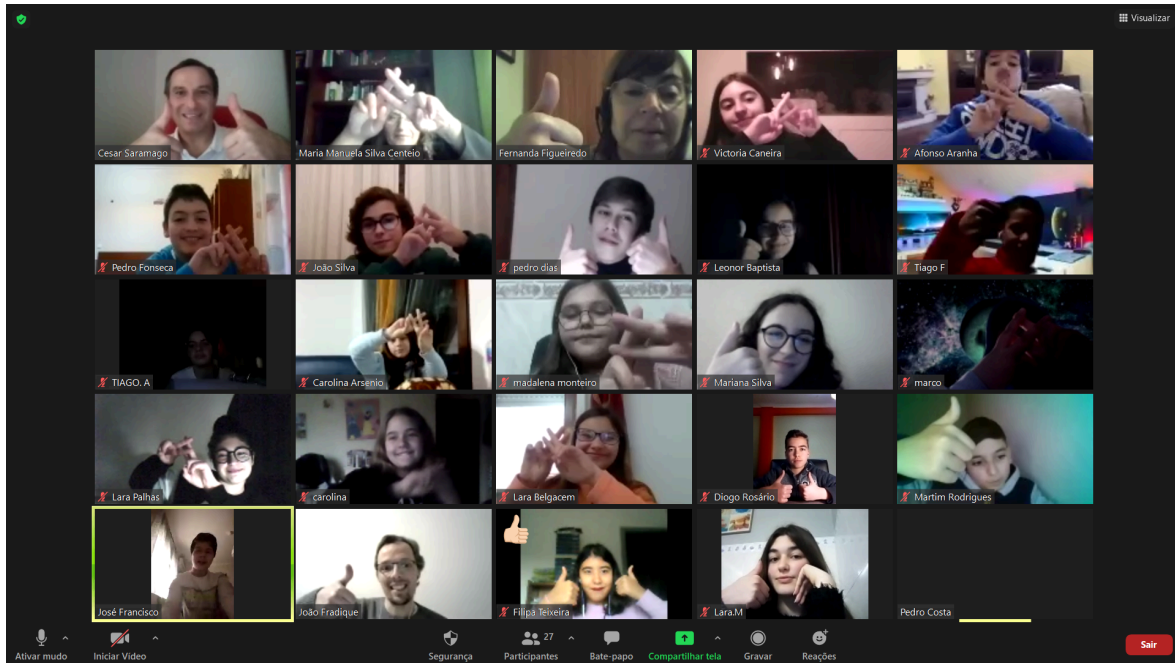 Visualizar
Cesar Saramago
Maria Manuela Silva Centeio
Fernanda Figueiredo
Victoria Caneira
Afonso Aranha
Pedro Fonseca
João Silva
pedro dias
Leonor Baptista
Tiago F
TIAGO. A
Carolina Arsenio
madalena monteiro
Mariana Silva
marco
Lara Palhas
carolina
Lara Belgacem
Diogo Rosário
Martim Rodrigues
José Francisco
João Fradique
Filipa Teixeira
Lara.M
Pedro Costa
27
Ativar mudo
Iniciar Vídeo
Segurança
Participantes
Bate-papo
Compartilhar tela
Gravar
Reações
Sair